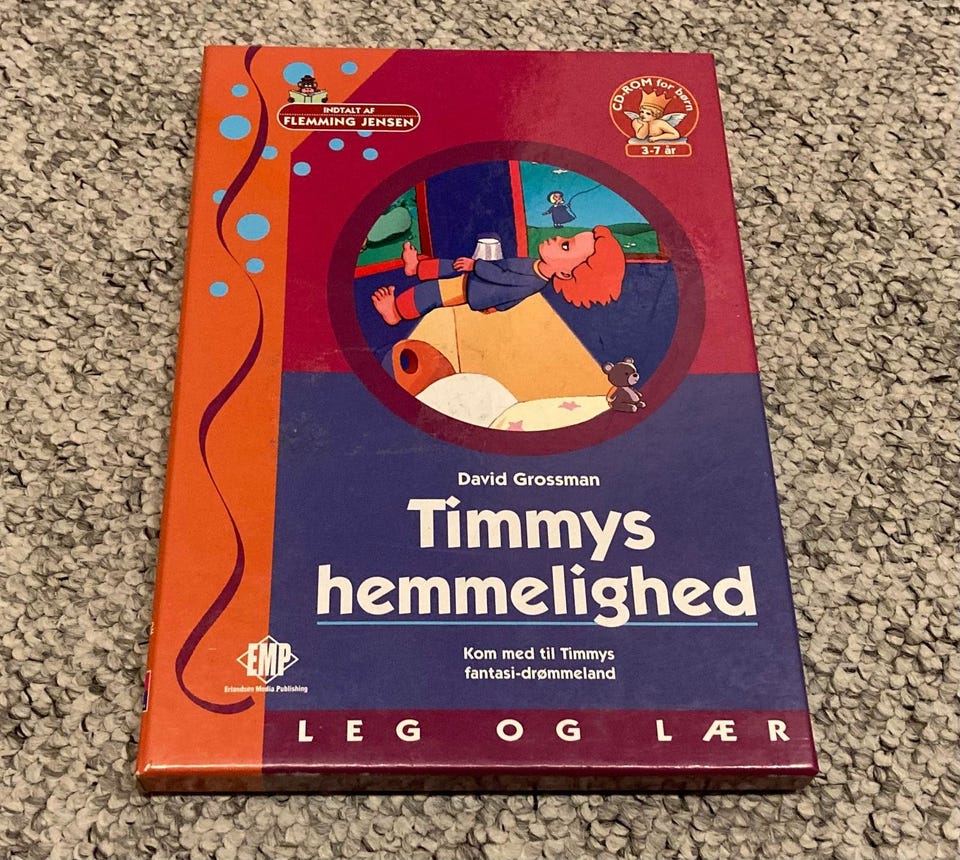 INDTALT AF
FLEMMING JENSEN
CD-ROM for børn
3-7 år
David Grossman
Timmys
hemmelighed
Kom med til Timmys
fantasi-drømmeland
EMP
Erlandsen Media Publishing
LEG OG LÆR